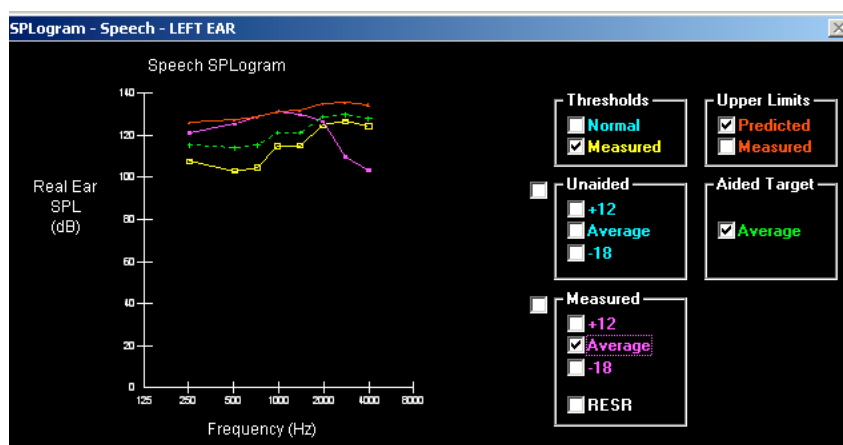 SPLogram - Speech - LEFT EAR
Speech SPLogram
140
120
100
80
60
40
20
0
Real Ear
SPL
(dB)
125 250 500 1000 2000 4000 8000
Frequency (Hz)
Thresholds
Normal
Measured
Upper Limits
Predicted
Measured
Unaided
+12
Average
-18
Aided Target
Average
Measured
+12
Average
-18
RESR